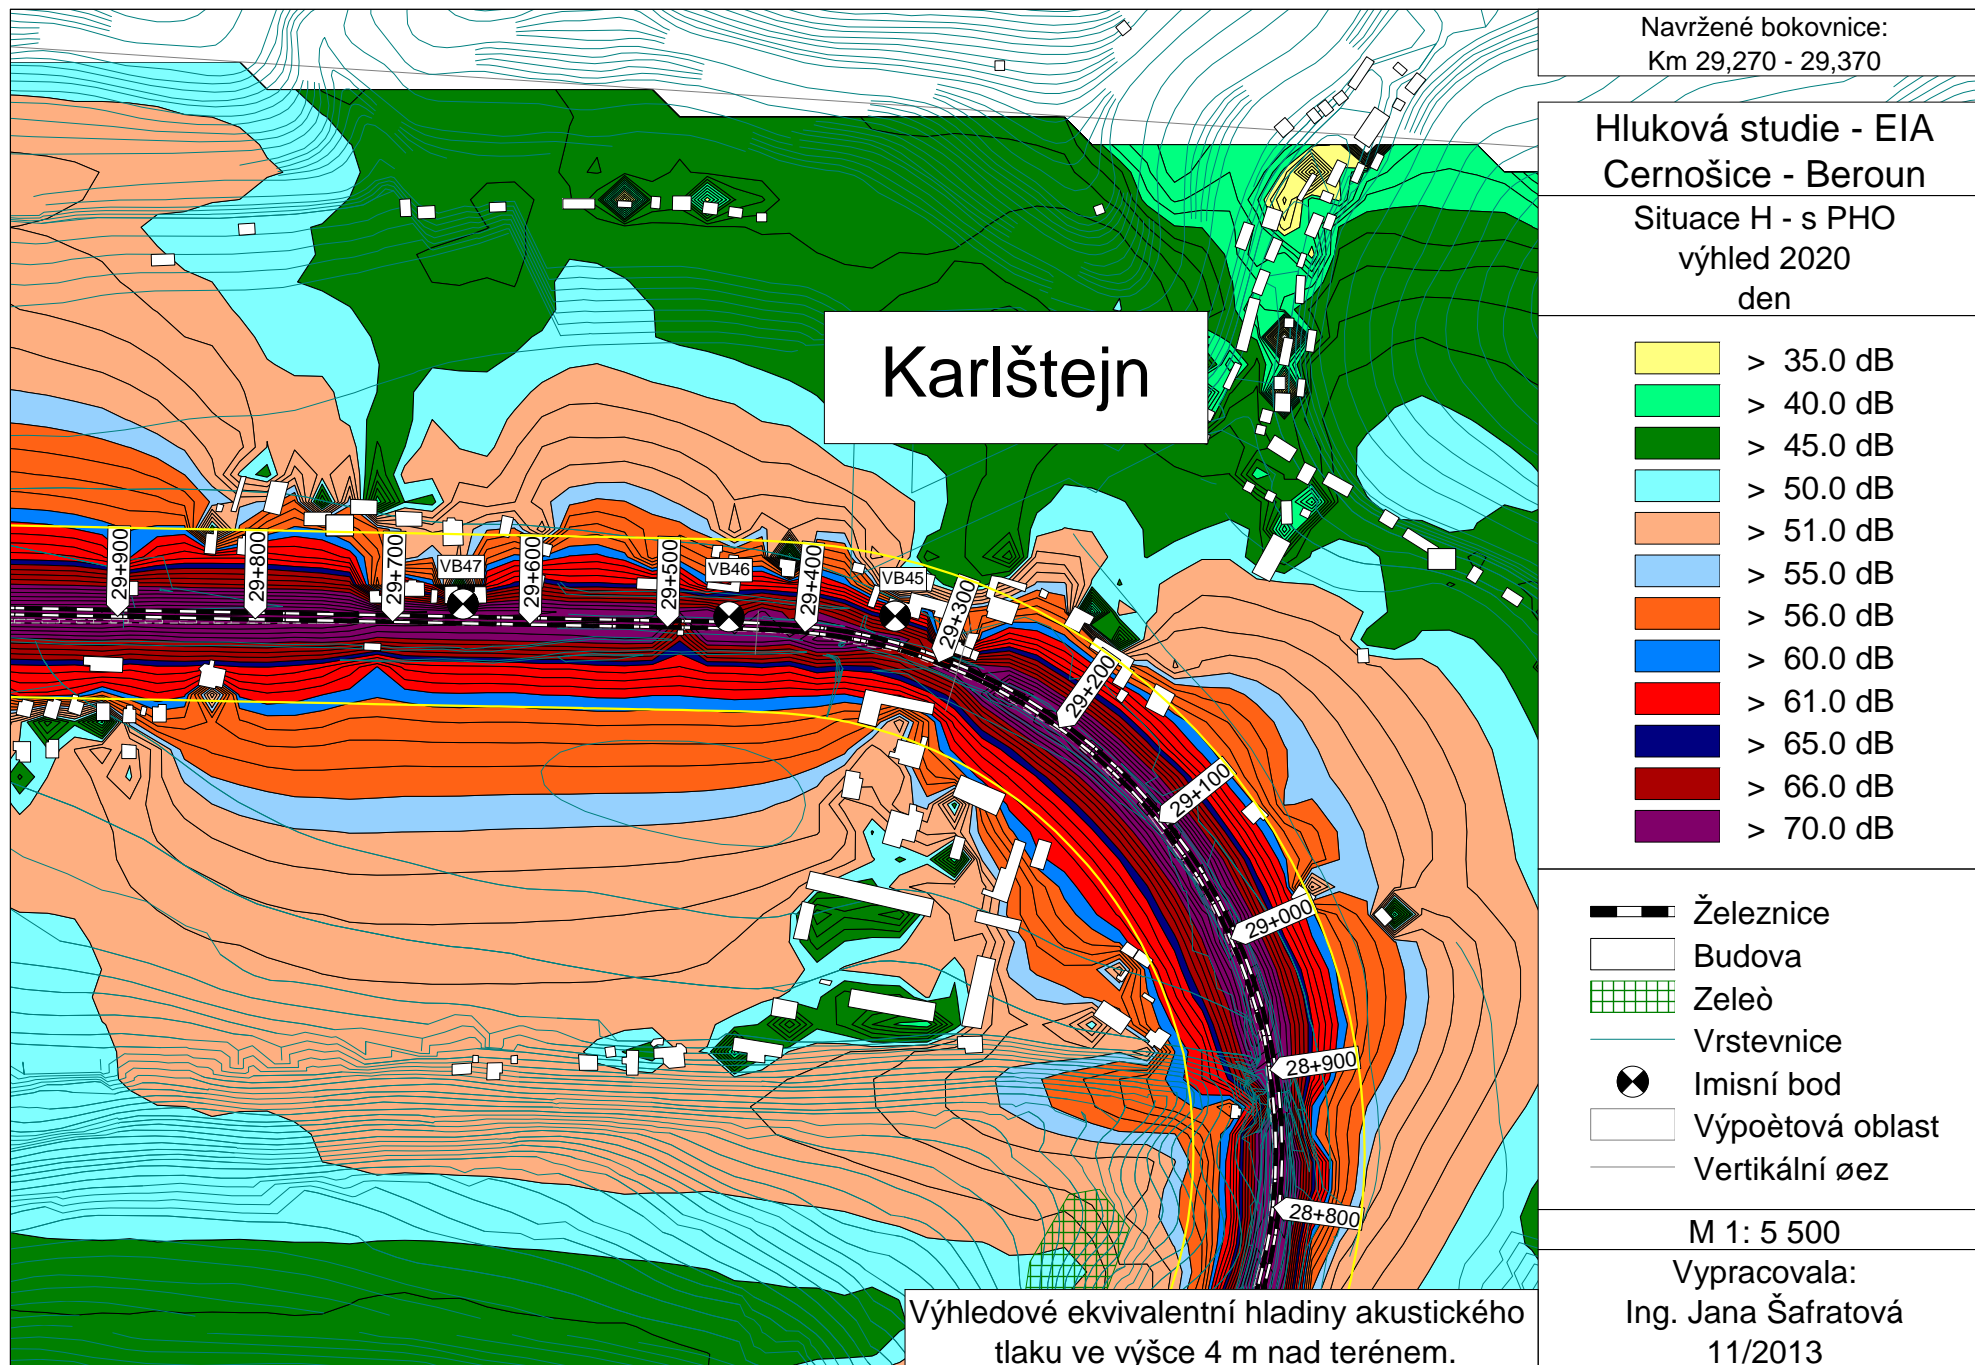 Navržené bokovnice:
Km 29,270 - 29,370
Hluková studie - EIA
Cernošice - Beroun
Situace H - s PHO
výhled 2020
den
> 35.0 dB
> 40.0 dB
> 45.0 dB
> 50.0 dB
> 51.0 dB
> 55.0 dB
> 56.0 dB
> 60.0 dB
> 61.0 dB
> 65.0 dB
> 66.0 dB
> 70.0 dB
Železnice
Budova
Zeleò
Vrstevnice
Imisní bod
Výpoètová oblast
Vertikální øez
M 1: 5 500
Vypracovala:
Ing. Jana Šafratová
11/2013
Karlštejn
29+900
29+800
29+700
VB47
29+600
29+500
VB46
29+400
VB45
29+300
29+200
29+100
29+000
28+900
28+800
Výhledové ekvivalentní hladiny akustického
tlaku ve výšce 4 m nad terénem.